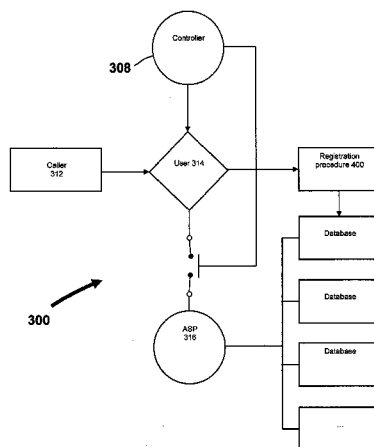 Controller
308
Caller
312
User 314
Registration
procedure 400
Database
Database
300
ASP
316
Database
...